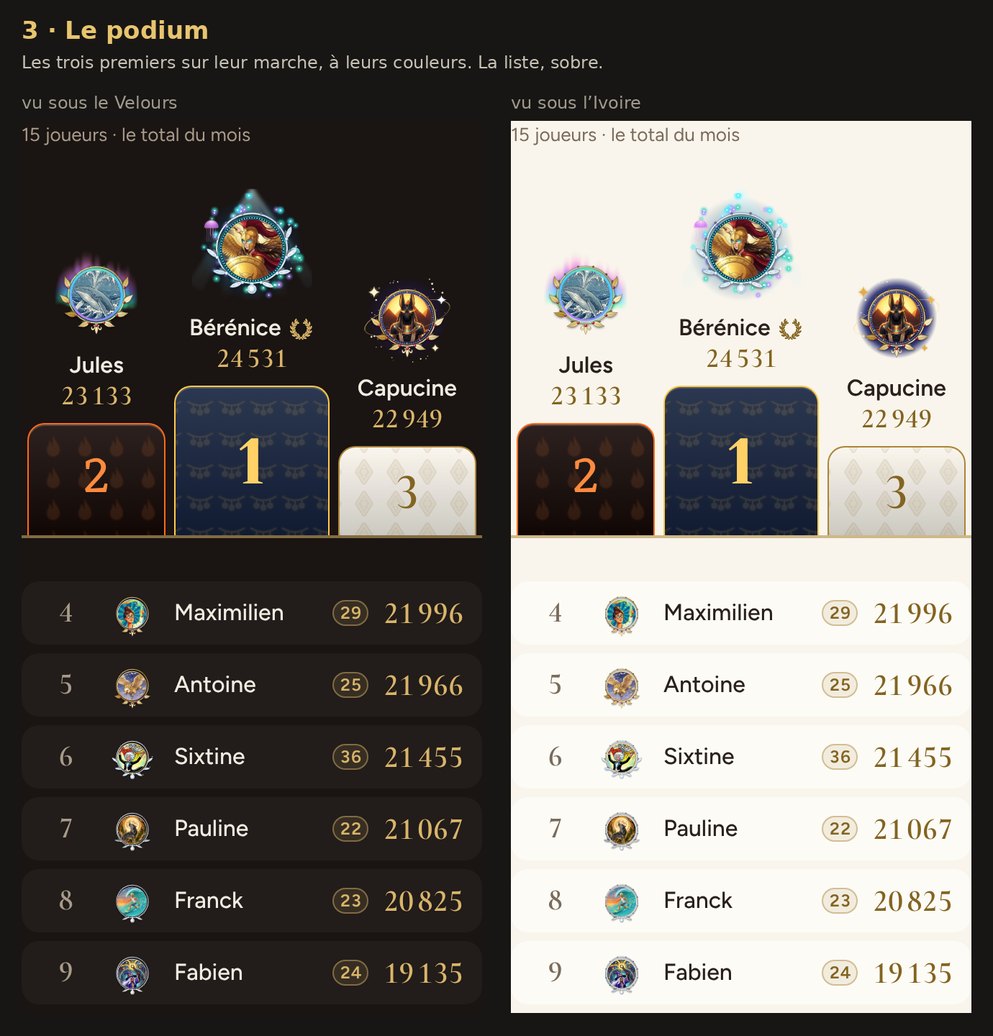 3 · Le podium
Les trois premiers sur leur marche, à leurs couleurs. La liste, sobre.
vu sous le Velours
15 joueurs · le total du mois
Bérénice
24 531
Jules
23 133
Capucine
22 949
2
1
3
4 Maximilien 29 21 996
5 Antoine 25 21 966
6 Sixtine 36 21 455
7 Pauline 22 21 067
8 Franck 23 20 825
9 Fabien 24 19 135
vu sous l’Ivoire
15 joueurs · le total du mois
Bérénice
24 531
Jules
23 133
Capucine
22 949
2
1
3
4 Maximilien 29 21 996
5 Antoine 25 21 966
6 Sixtine 36 21 455
7 Pauline 22 21 067
8 Franck 23 20 825
9 Fabien 24 19 135